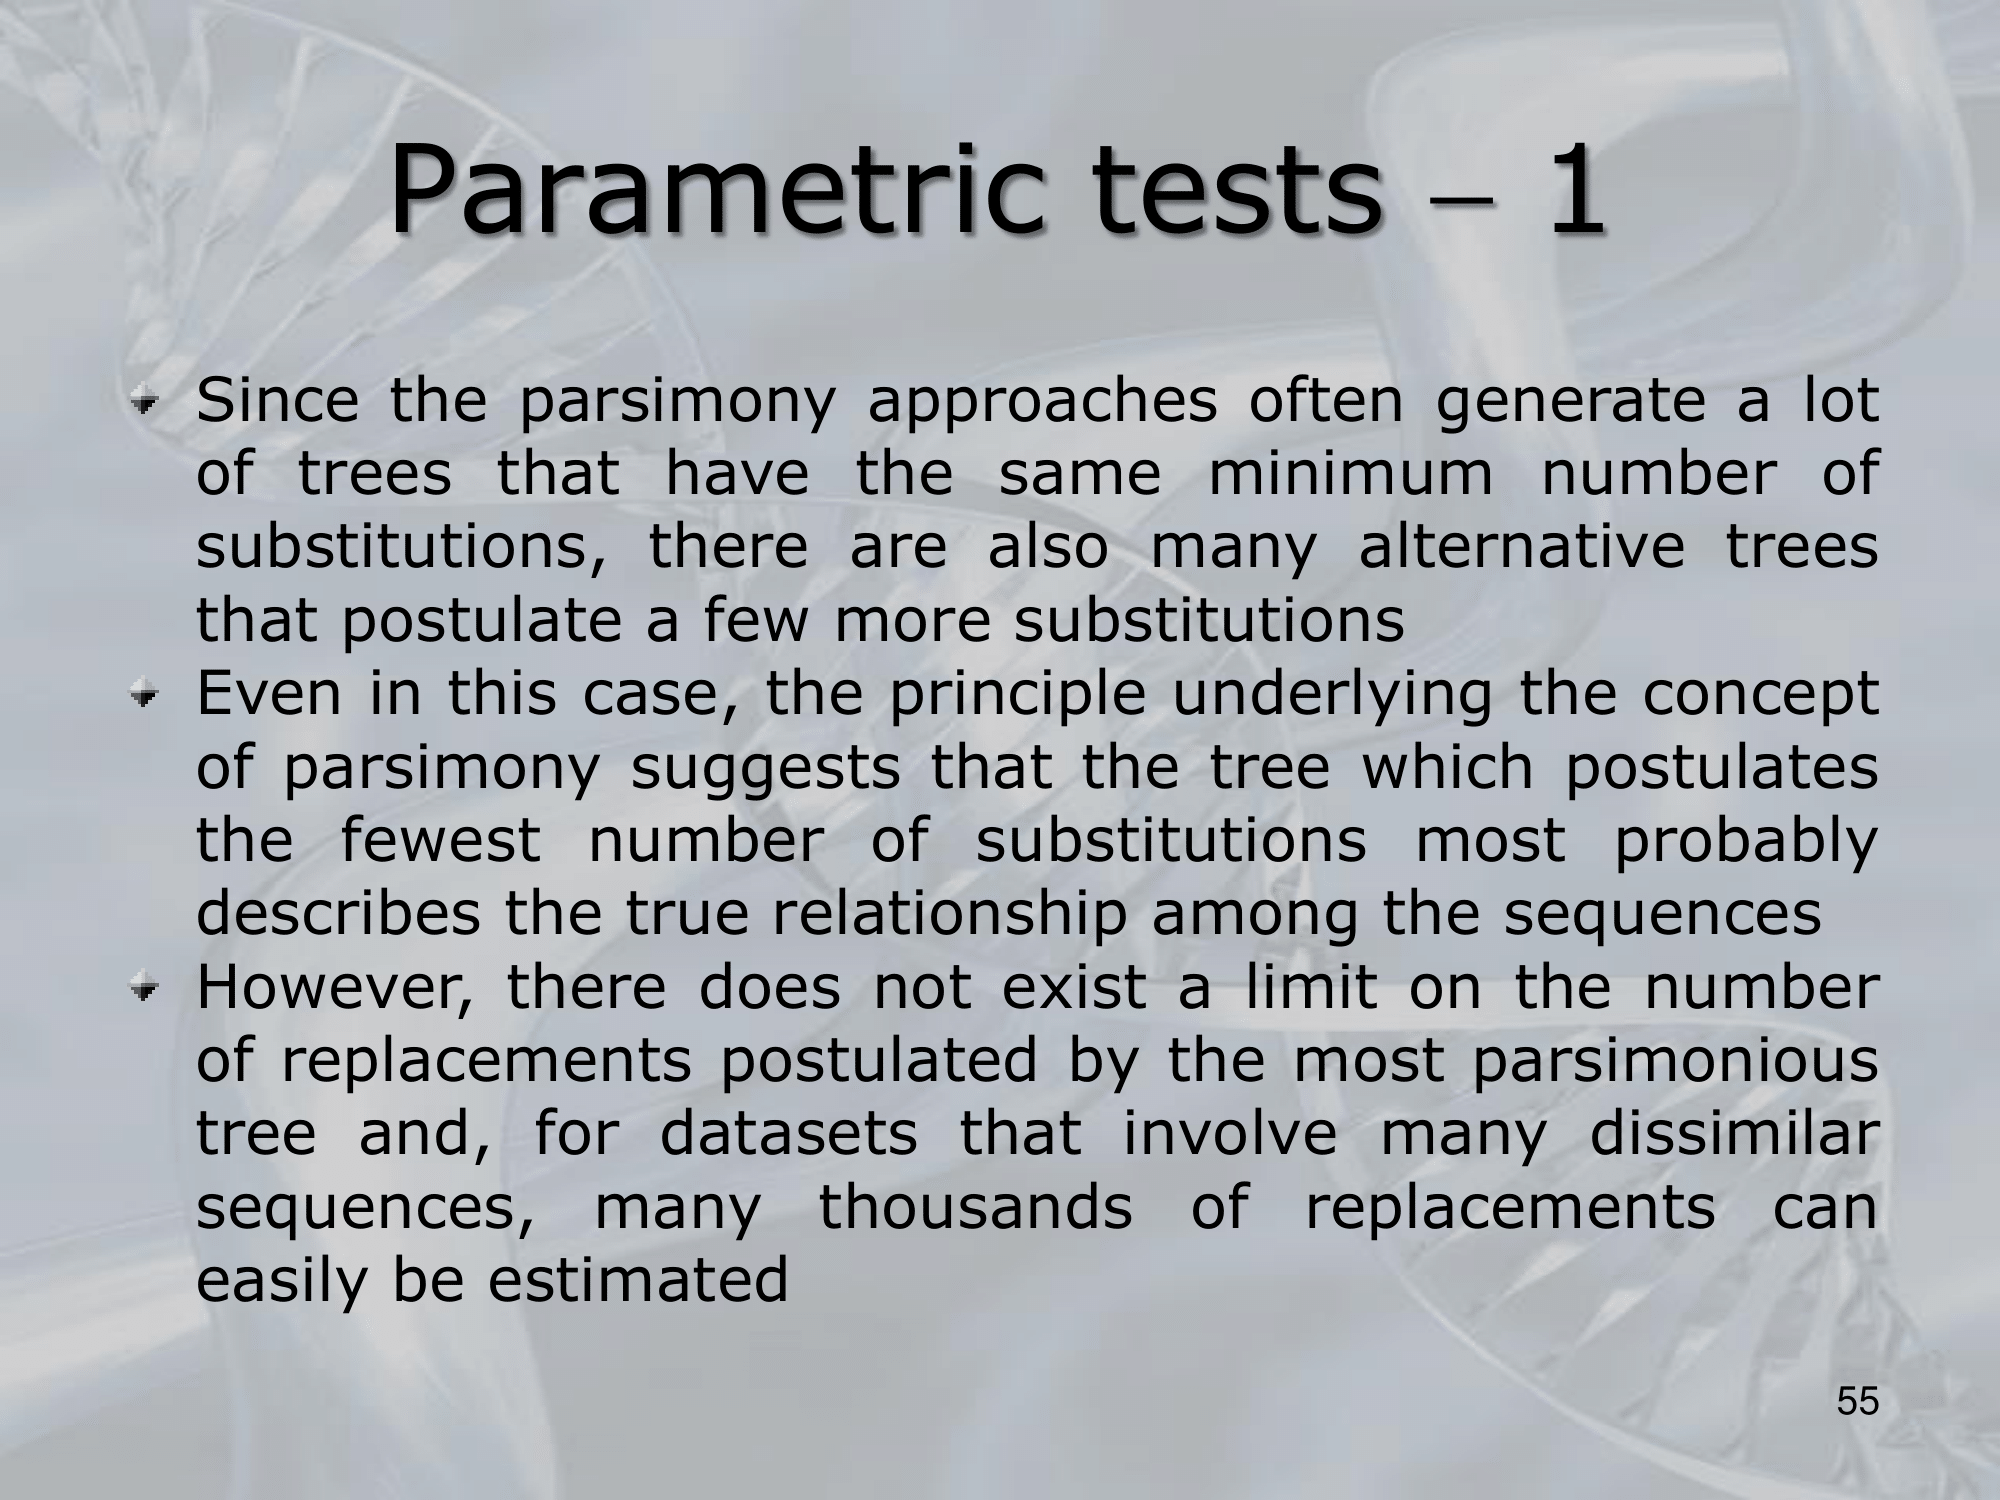 Parametric tests – 1
Since the parsimony approaches often generate a lot
of trees that have the same minimum number of
substitutions, there are also many alternative trees
that postulate a few more substitutions
Even in this case, the principle underlying the concept
of parsimony suggests that the tree which postulates
the fewest number of substitutions most probably
describes the true relationship among the sequences
However, there does not exist a limit on the number
of replacements postulated by the most parsimonious
tree and, for datasets that involve many dissimilar
sequences, many thousands of replacements can
easily be estimated
55